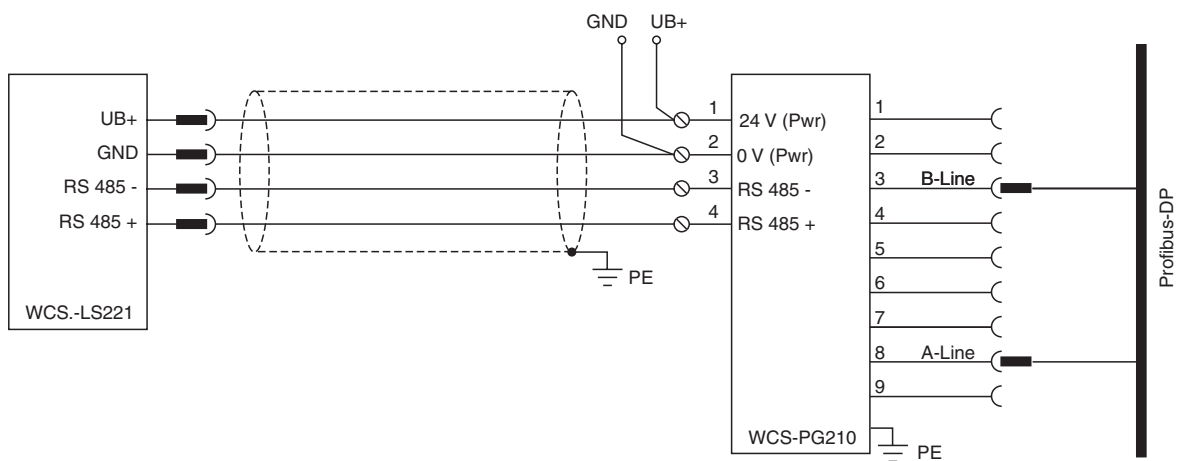 GND UB+
UB+
GND
RS 485 -
RS 485 +
WCS.-LS221
PE
1 24 V (Pwr)
2 0 V (Pwr)
3 RS 485 -
4 RS 485 +
WCS-PG210
PE
1
2
3 B-Line
4
5
6
7
8 A-Line
9
Profibus-DP